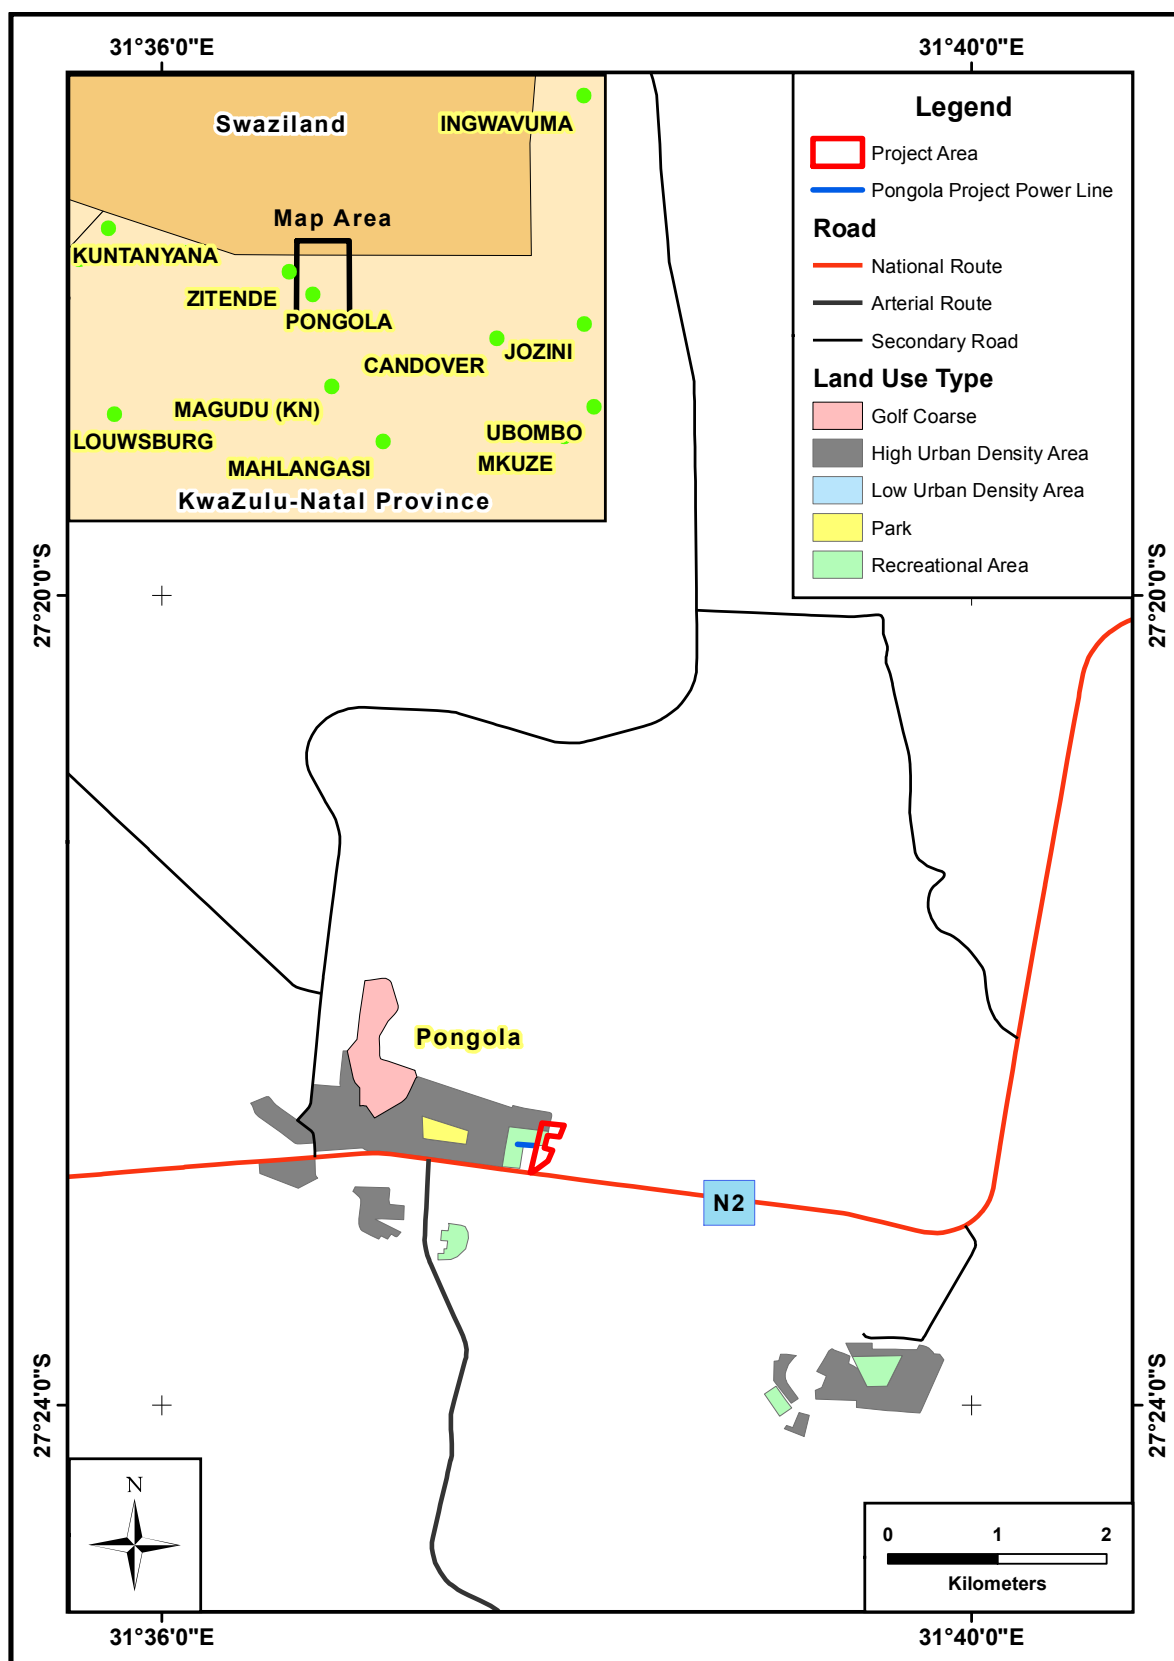 31°36'0"E
31°40'0"E
Swaziland
INGWAVUMA
Map Area
KUNTANYANA
ZITENDE
PONGOLA
CANDOVER
JOZINI
MAGUDU (KN)
LOUWSBURG
UBOMBO
MAHLANGASI
MKUZE
KwaZulu-Natal Province
Legend
Project Area
Pongola Project Power Line
Road
National Route
Arterial Route
Secondary Road
Land Use Type
Golf Coarse
High Urban Density Area
Low Urban Density Area
Park
Recreational Area
27°20'0"S
27°20'0"S
Pongola
N2
27°24'0"S
27°24'0"S
N
0 1 2
Kilometers
31°36'0"E
31°40'0"E